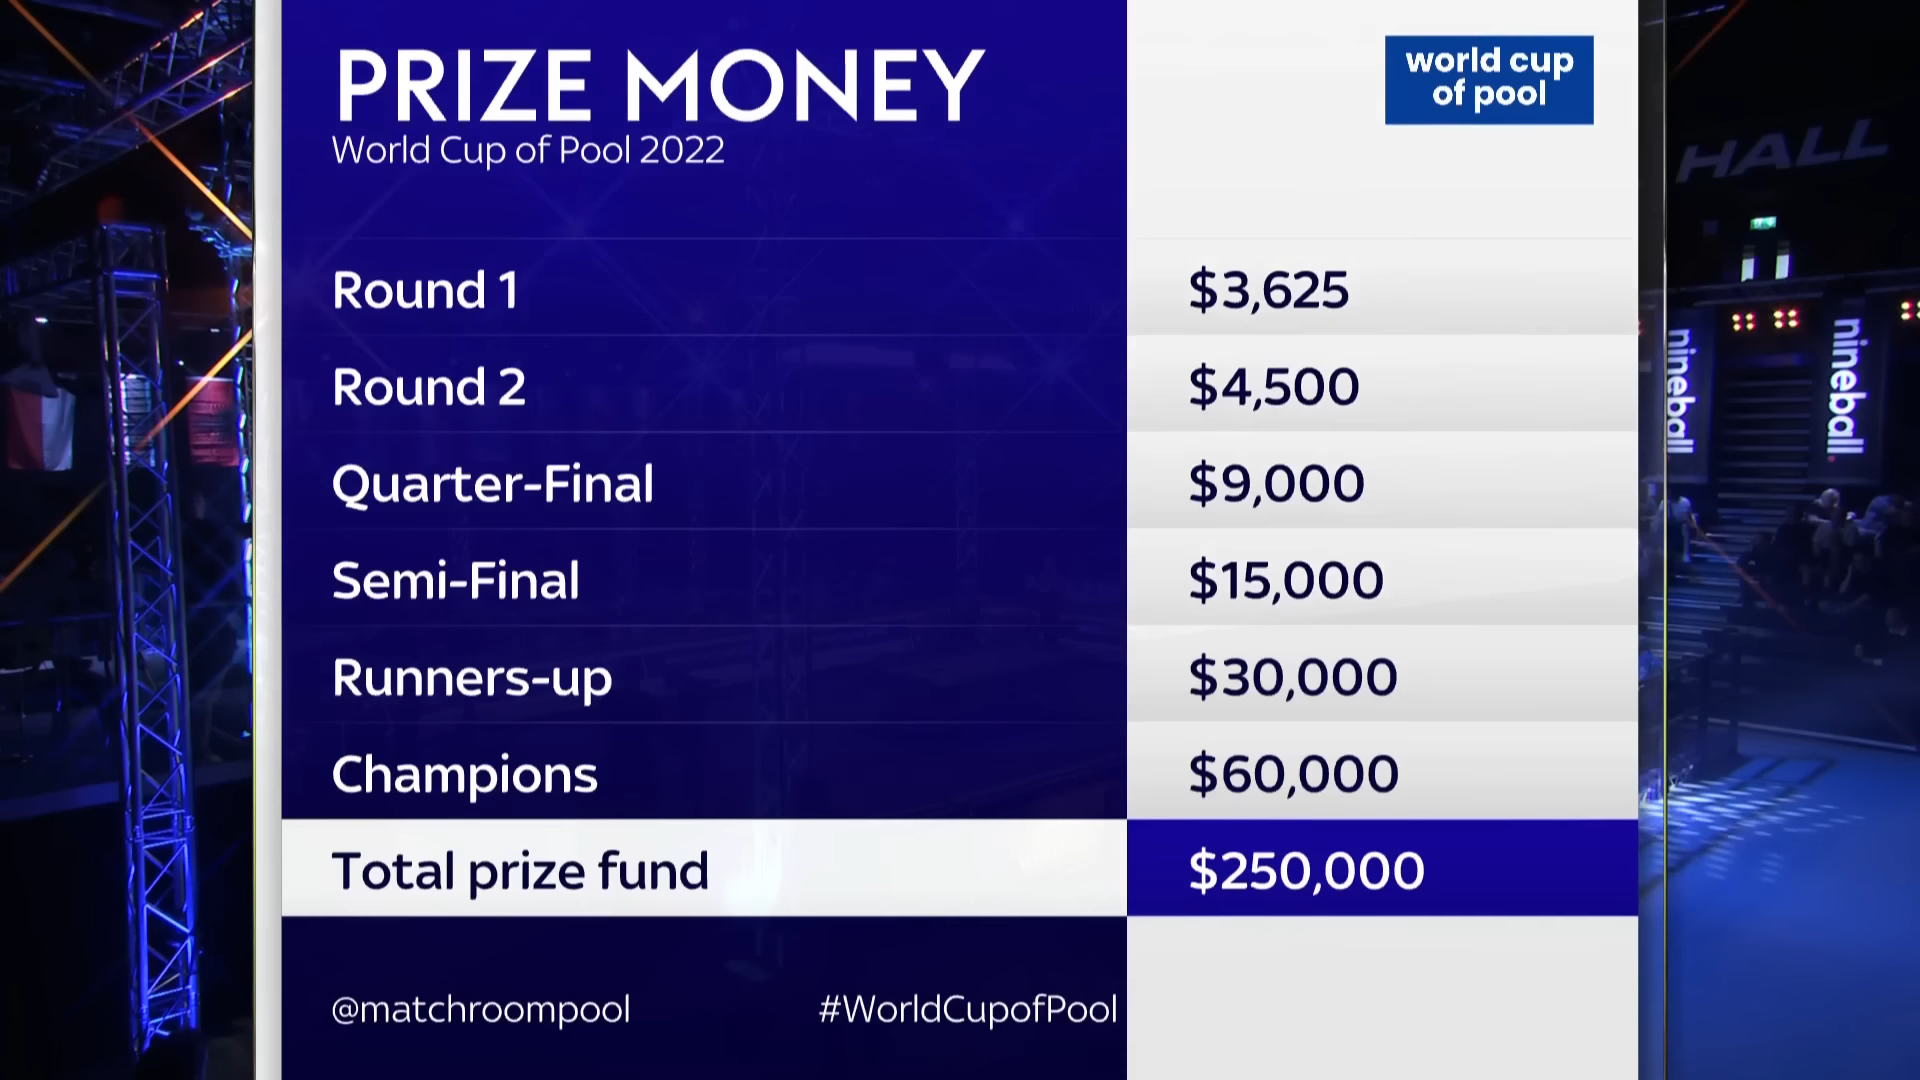 PRIZE MONEY
World Cup of Pool 2022
world cup
of pool
Round 1 $3,625
Round 2 $4,500
Quarter-Final $9,000
Semi-Final $15,000
Runners-up $30,000
Champions $60,000
Total prize fund $250,000
@matchroompool #WorldCupofPool
HALL
nineball
nineball